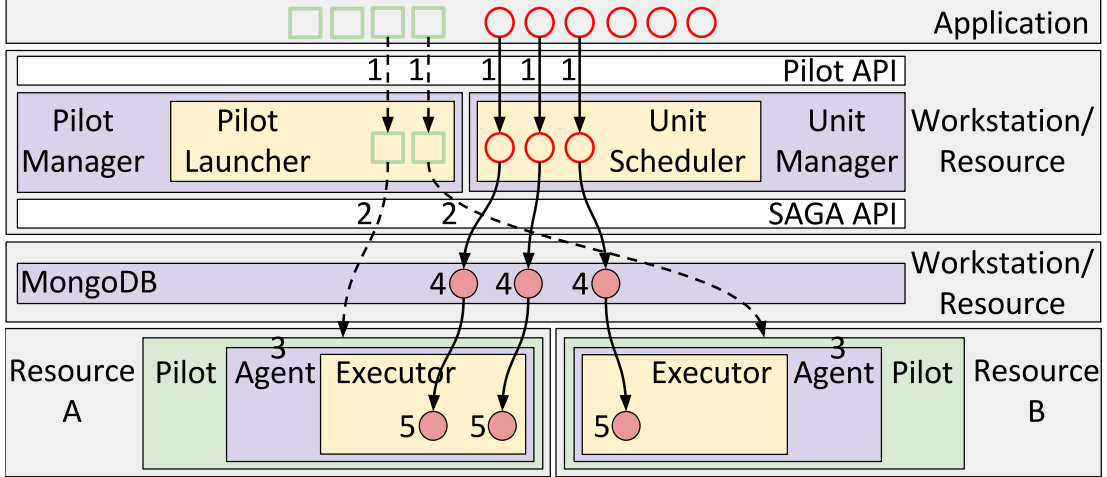 Application
1 1 1 1 1
Pilot API
Pilot Manager
Pilot Launcher
Unit Scheduler
Unit Manager
Workstation/
Resource
2 2
SAGA API
MongoDB
4 4 4
Workstation/
Resource
Resource A
Pilot
3
Agent
Executor
5 5
Executor
3
Agent
Pilot
5
Resource B